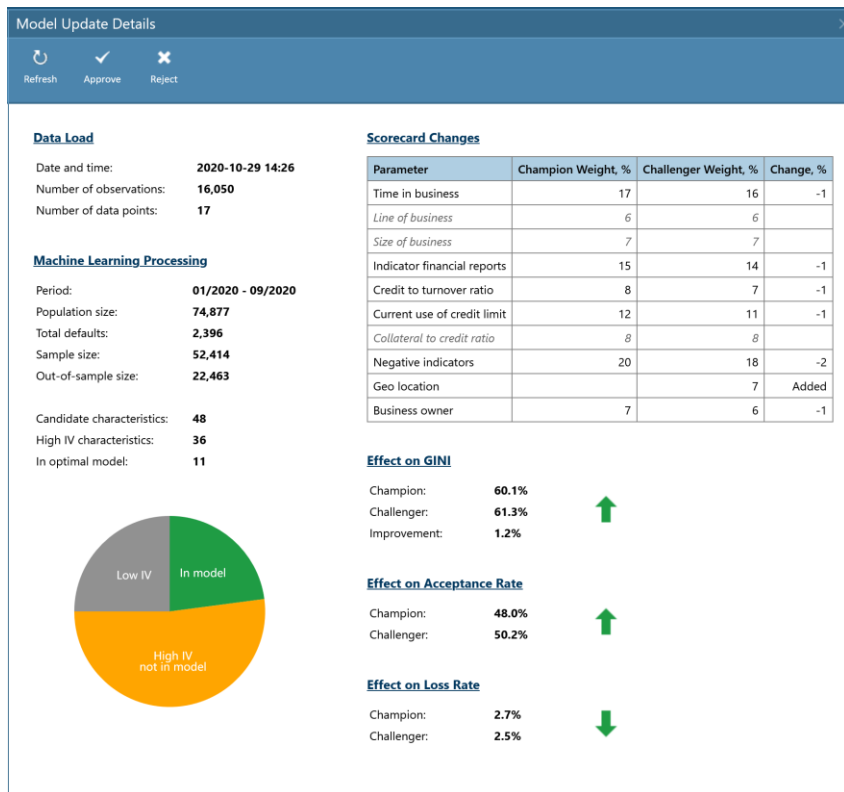 Model Update Details
Refresh Approve Reject
Data Load
Date and time: 2020-10-29 14:26
Number of observations: 16,050
Number of data points: 17
Machine Learning Processing
Period: 01/2020 - 09/2020
Population size: 74,877
Total defaults: 2,396
Sample size: 52,414
Out-of-sample size: 22,463
Candidate characteristics: 48
High IV characteristics: 36
In optimal model: 11
Low IV
In model
High IV
not in model
Scorecard Changes
Parameter Champion Weight, % Challenger Weight, % Change, %
Time in business 17 16 -1
Line of business 6 6
Size of business 7 7
Indicator financial reports 15 14 -1
Credit to turnover ratio 8 7 -1
Current use of credit limit 12 11 -1
Collateral to credit ratio 8 8
Negative indicators 20 18 -2
Geo location 7 Added
Business owner 7 6 -1
Effect on GINI
Champion: 60.1%
Challenger: 61.3%
Improvement: 1.2%
Effect on Acceptance Rate
Champion: 48.0%
Challenger: 50.2%
Effect on Loss Rate
Champion: 2.7%
Challenger: 2.5%